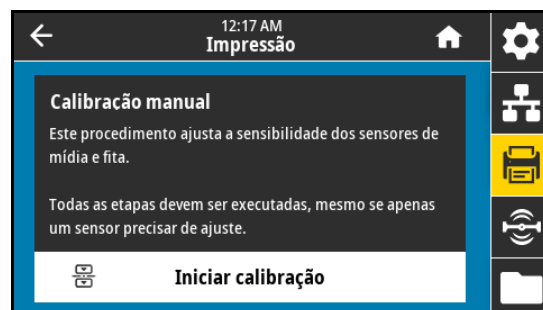 12:17 AM
Impressão
Calibração manual
Este procedimento ajusta a sensibilidade dos sensores de
mídia e fita.
Todas as etapas devem ser executadas, mesmo se apenas
um sensor precisar de ajuste.
Iniciar calibração